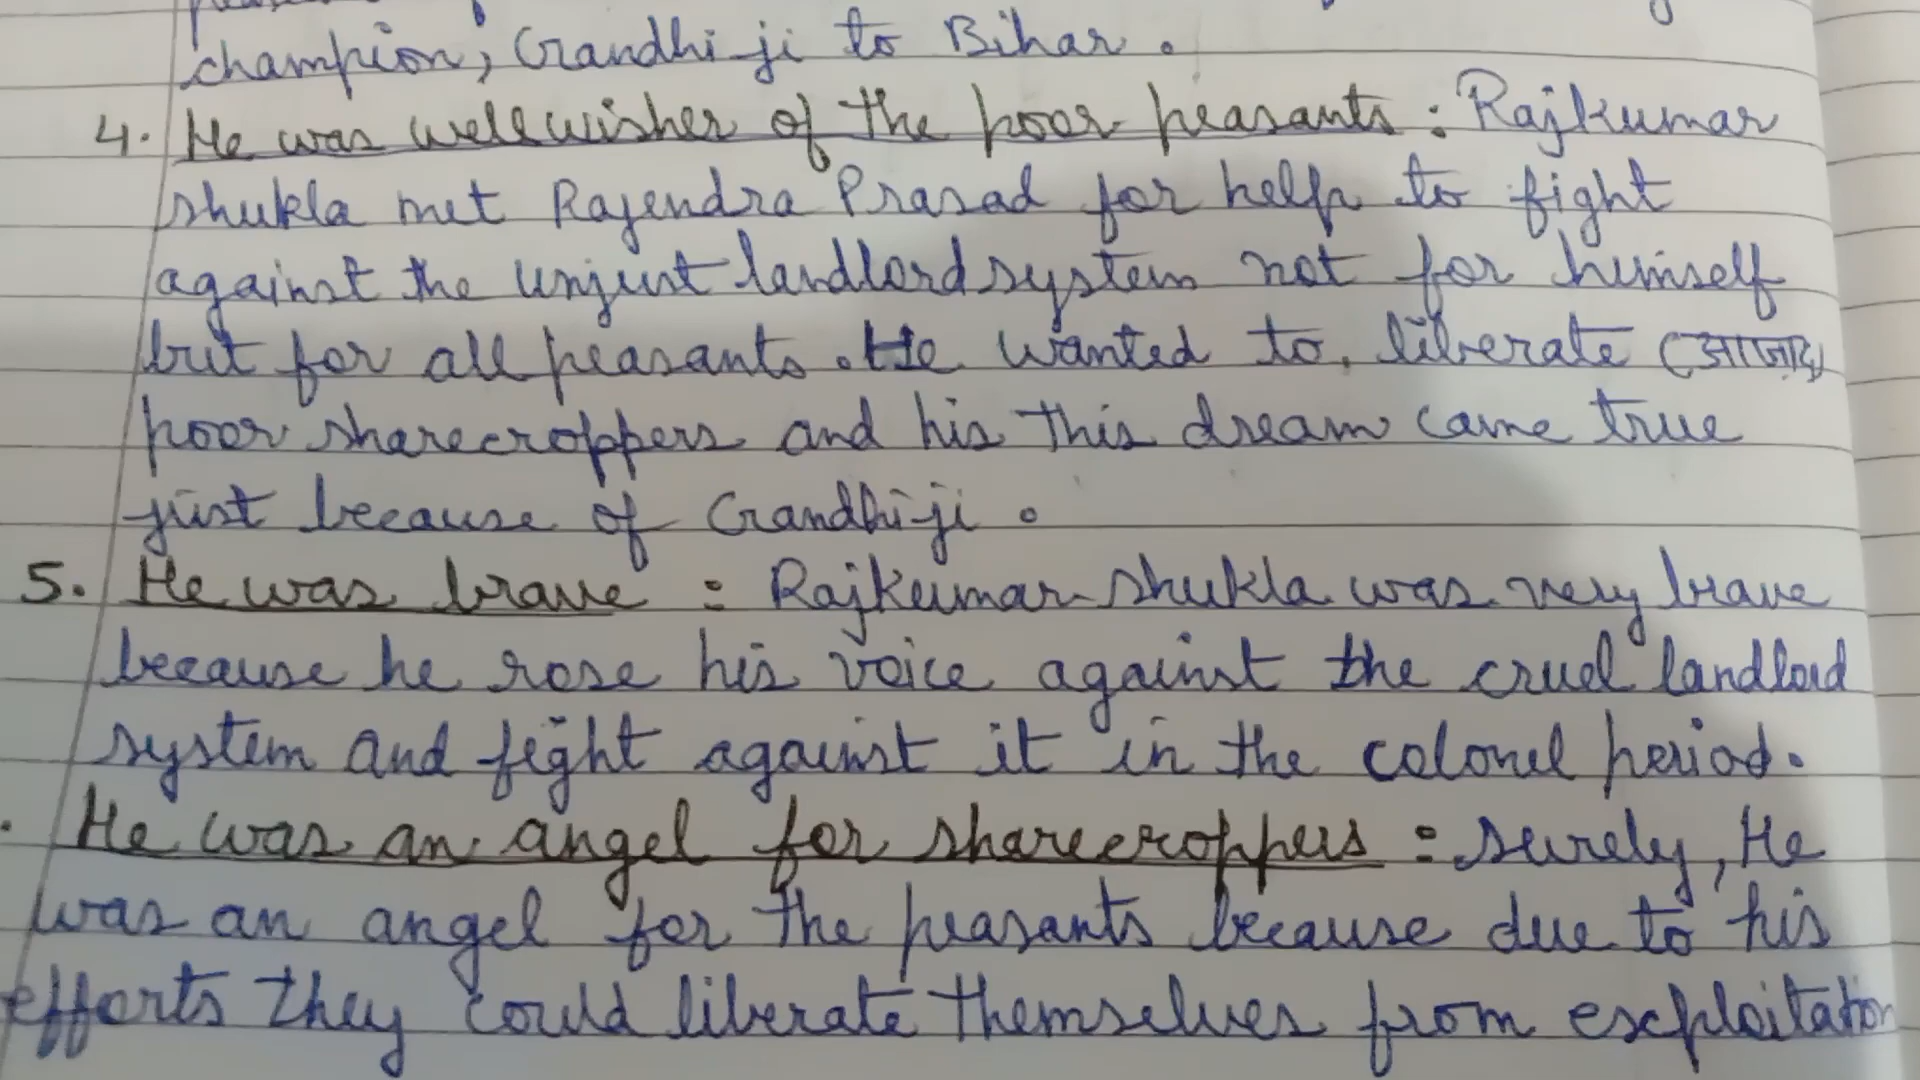 champion, Gandhi ji to Bihar.
4. He was wellwisher of the poor peasants : Rajkumar
shukla met Rajendra Prasad for help to fight
against the unjust landlord system not for himself
but for all peasants. He wanted to, liberate (आजाद)
poor sharecroppers and his this dream came true
just because of Gandhi-ji.
5. He was brave : Rajkumar shukla was very brave
because he rose his voice against the cruel landlord
system and fight against it in the colonel period.
. He was an angel for sharecroppers : surely, He
was an angel for the peasants because due to his
efforts they could liberate themselves from exploitation